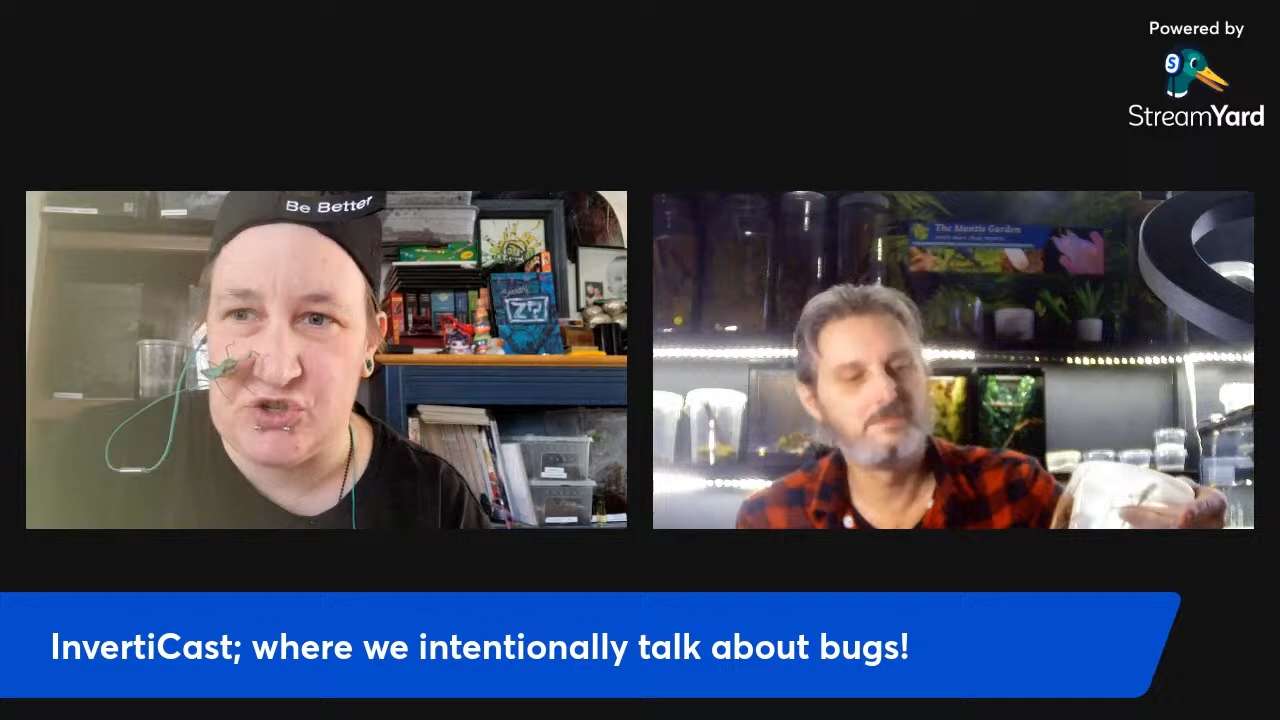 Powered by
S
StreamYard
Be Better
The Mantis Garden
Z?!
InvertiCast; where we intentionally talk about bugs!